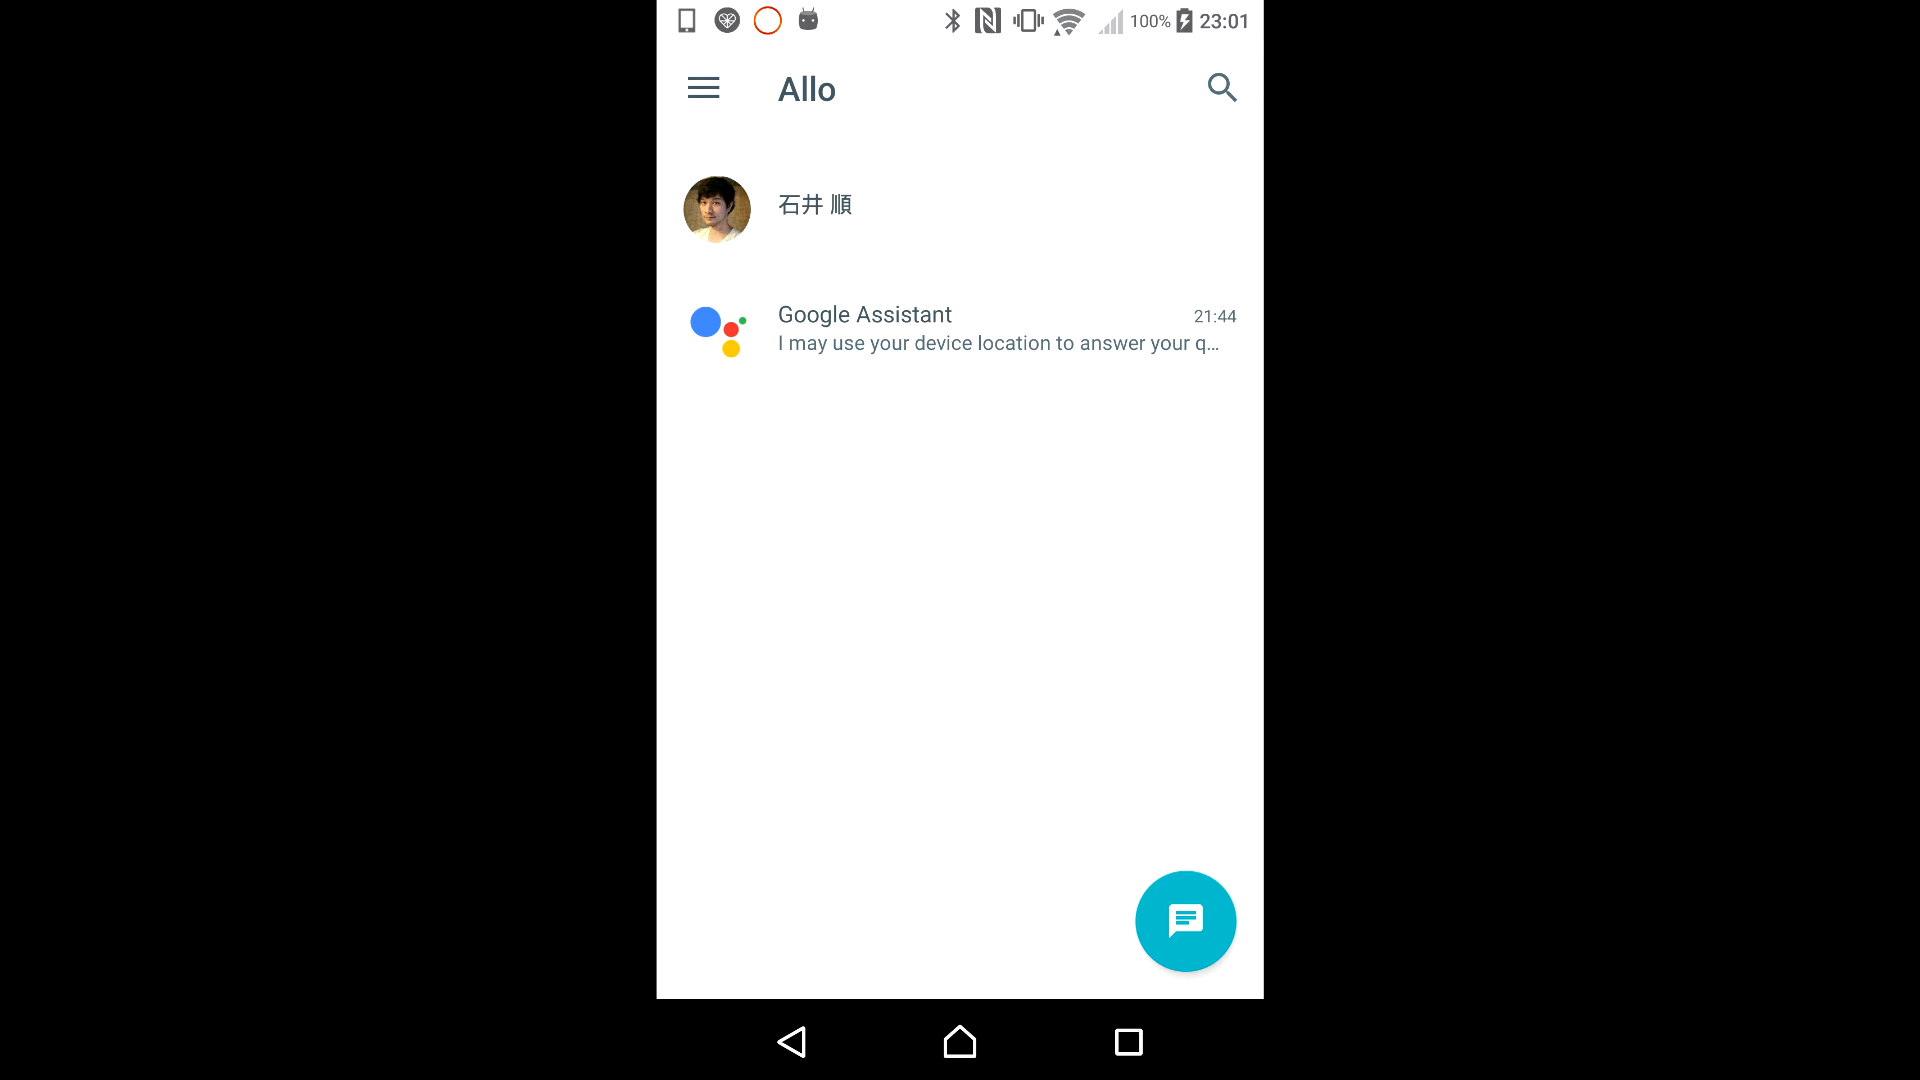 100% 23:01
Allo
石井 順
Google Assistant 21:44
I may use your device location to answer your q...